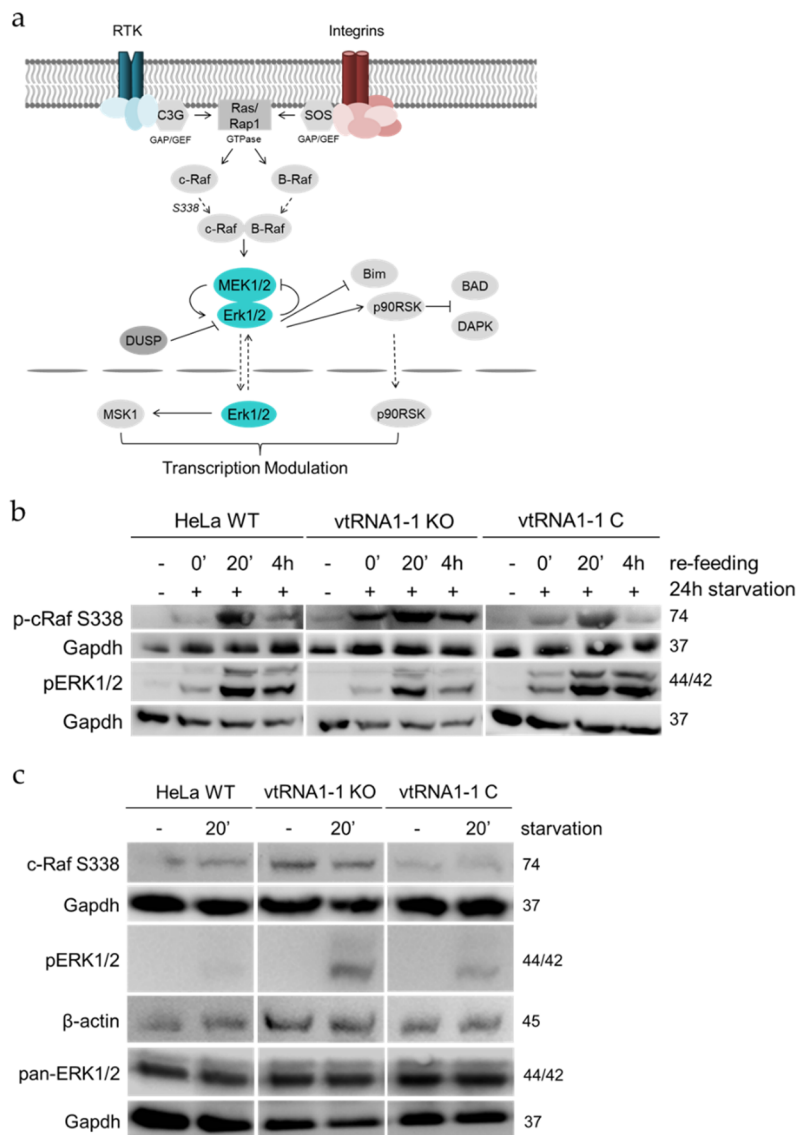 a
RTK Integrins
C3G Ras/ Rap1 SOS
GAP/GEF GTPase GAP/GEF
c-Raf B-Raf
S338
c-Raf B-Raf
MEK1/2 Bim
Erk1/2 p90RSK BAD
DUSP DAPK
MSK1 Erk1/2 p90RSK
Transcription Modulation
b
HeLa WT vtRNA1-1 KO vtRNA1-1 C
- 0' 20' 4h - 0' 20' 4h - 0' 20' 4h re-feeding
- + + + - + + + - + + + 24h starvation
p-cRaf S338 74
Gapdh 37
pERK1/2 44/42
Gapdh 37
c
HeLa WT vtRNA1-1 KO vtRNA1-1 C
- 20' - 20' - 20' starvation
c-Raf S338 74
Gapdh 37
pERK1/2 44/42
β-actin 45
pan-ERK1/2 44/42
Gapdh 37